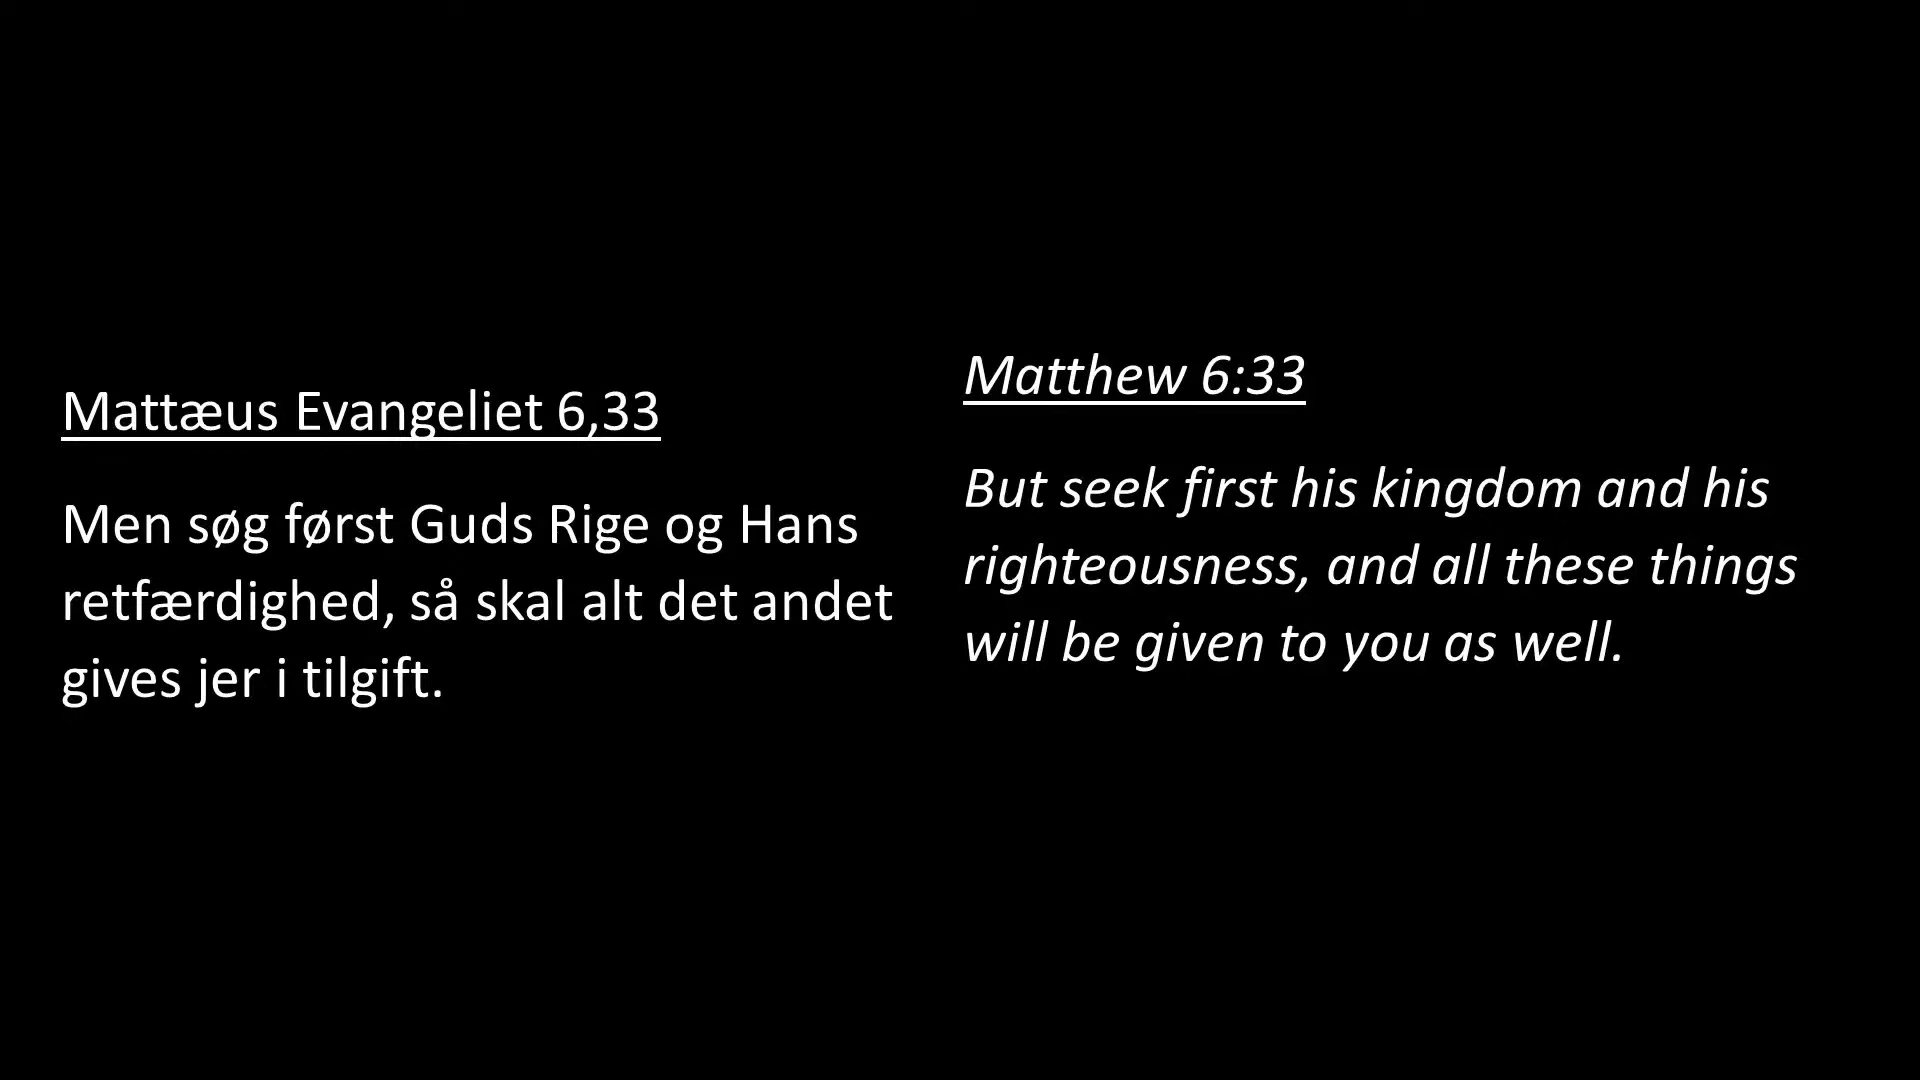 Mattæus Evangeliet 6,33
Men søg først Guds Rige og Hans
retfærdighed, så skal alt det andet
gives jer i tilgift.
Matthew 6:33
But seek first his kingdom and his
righteousness, and all these things
will be given to you as well.